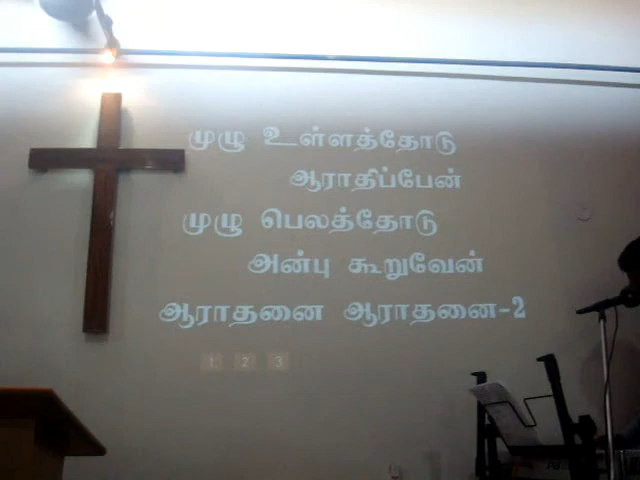 முழு உள்ளத்தோடு
ஆராதிப்பேன்
முழு பெலத்தோடு
அன்பு கூறுவேன்
ஆராதனை ஆராதனை-2
1 2 3